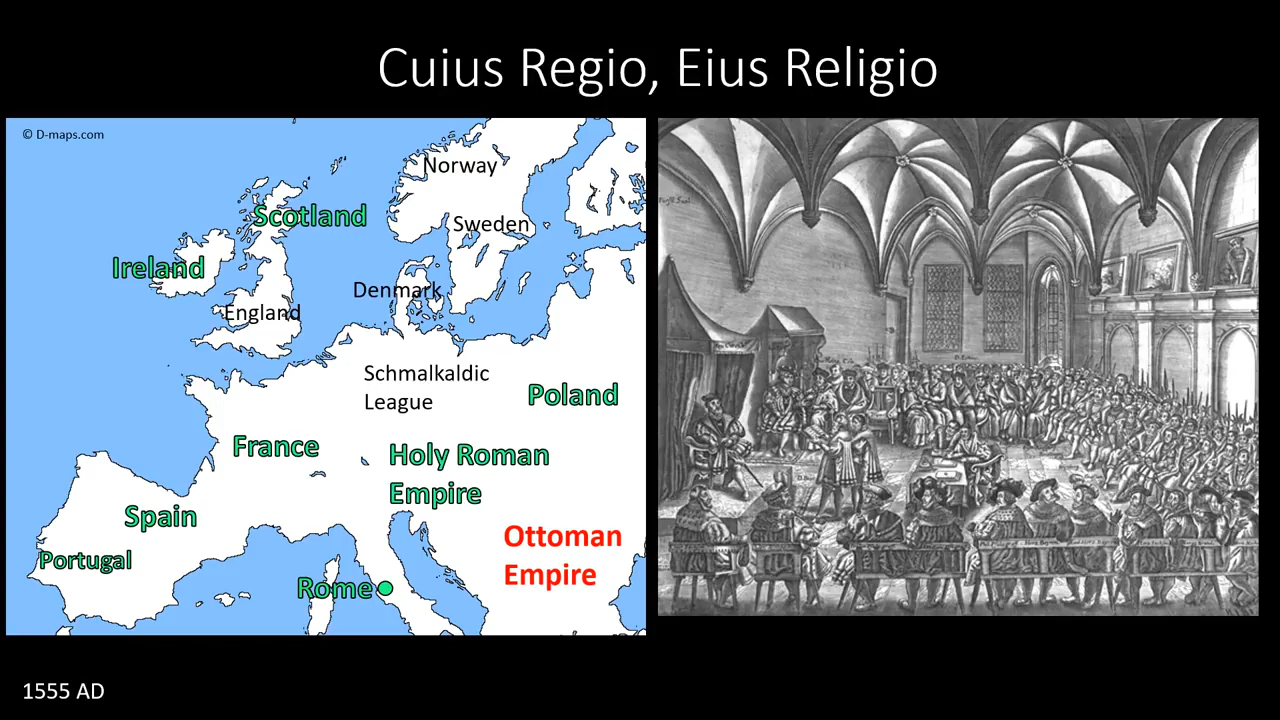 Cuius Regio, Eius Religio
© D-maps.com
Norway
Scotland
Sweden
Ireland
Denmark
England
Schmalkaldic
League
Poland
France
Holy Roman
Empire
Spain
Ottoman
Empire
Portugal
Rome
1555 AD